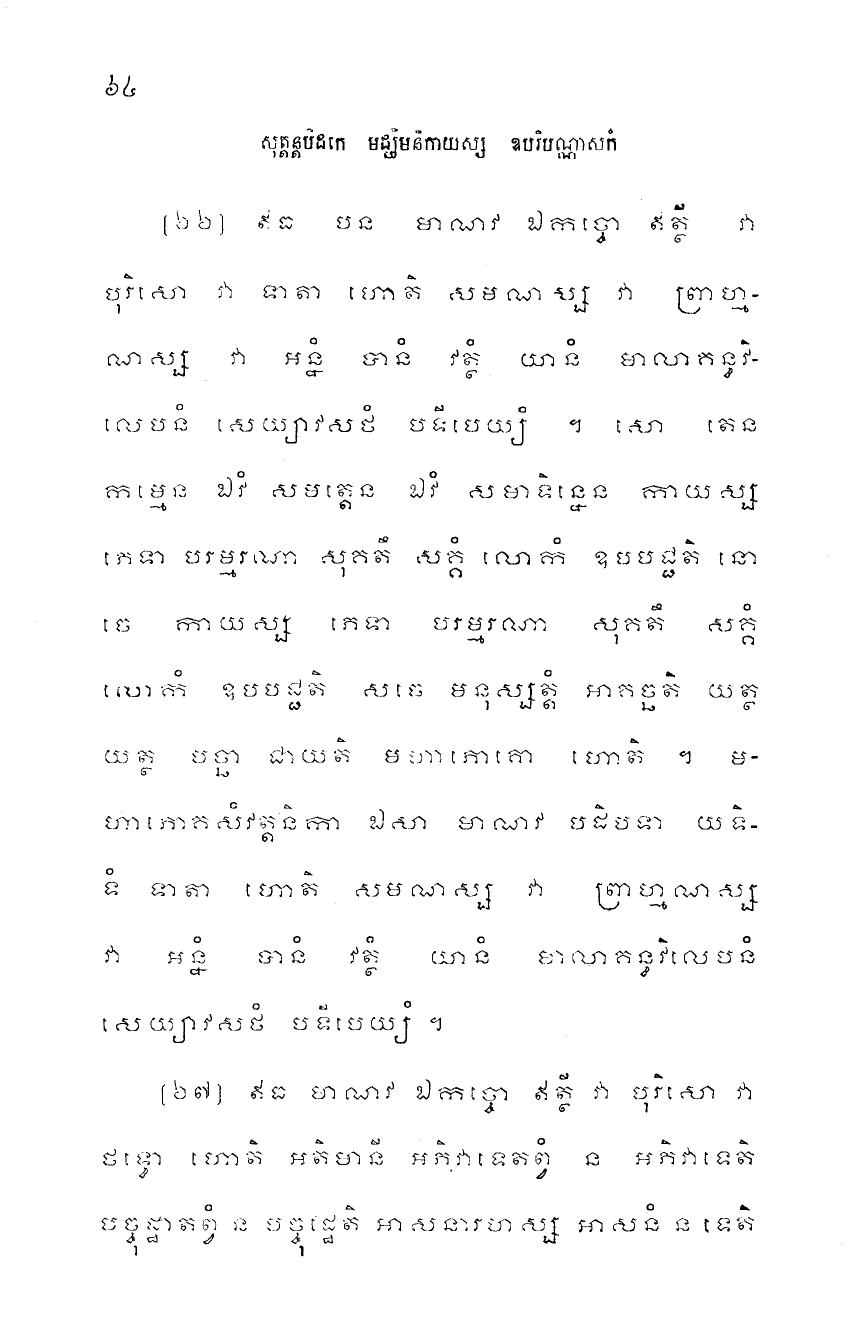 ៦៤
សុត្តន្តបិដកេ មជ្ឈិមនិកាយស្ស ឧបរិបណ្ណាសកំ
[៦៦] ឥធ បន មាណវ ឯកច្ចោ ឥត្ថី វា
បុរិសោ វា ទាតា ហោតិ សមណស្ស វា ព្រាហ្ម-
ណស្ស វា អន្នំ បានំ វត្ថំ យានំ មាលាគន្ធវិ-
លេបនំ សេយ្យាវសថំ បទីបេយ្យំ ។ សោ តេន
កម្មេន ឯវំ សមត្តេន ឯវំ សមាទិន្នេន កាយស្ស
ភេទា បរម្មរណា សុគតឹ សគ្គំ លោកំ ឧបបជ្ជតិ នោ
ចេ កាយស្ស ភេទា បរម្មរណា សុគតឹ សគ្គំ
លោកំ ឧបបជ្ជតិ សចេ មនុស្សត្តំ អាគច្ឆតិ យត្ថ
យត្ថ បច្ឆា ជាយតិ មហាភោគោ ហោតិ ។ ម-
ហាភោគសំវត្តនិកា ឯសា មាណវ បដិបទា យទិ-
ទំ ទាតា ហោតិ សមណស្ស វា ព្រាហ្មណស្ស
វា អន្នំ បានំ វត្ថំ យានំ មាលាគន្ធវិលេបនំ
សេយ្យាវសថំ បទីបេយ្យំ ។
[៦៧] ឥធ មាណវ ឯកច្ចោ ឥត្ថី វា បុរិសោ វា
ថទ្ធោ ហោតិ អតិមានី អភិវាទេតព្វំ ន អភិវាទេតិ
បច្ចុដ្ឋាតព្វំ ន បច្ចុដ្ឋេតិ អាសនារហស្ស អាសនំ ន ទេតិ